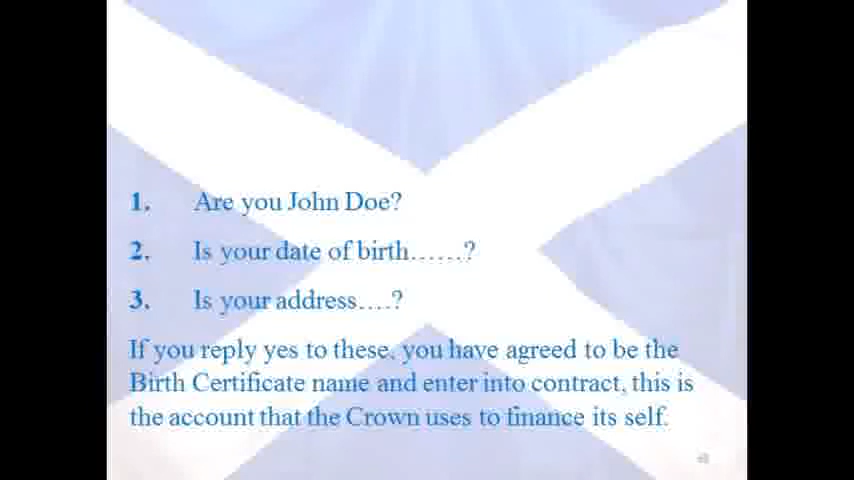 1. Are you John Doe?
2. Is your date of birth……?
3. Is your address….?
If you reply yes to these, you have agreed to be the
Birth Certificate name and enter into contract, this is
the account that the Crown uses to finance its self.